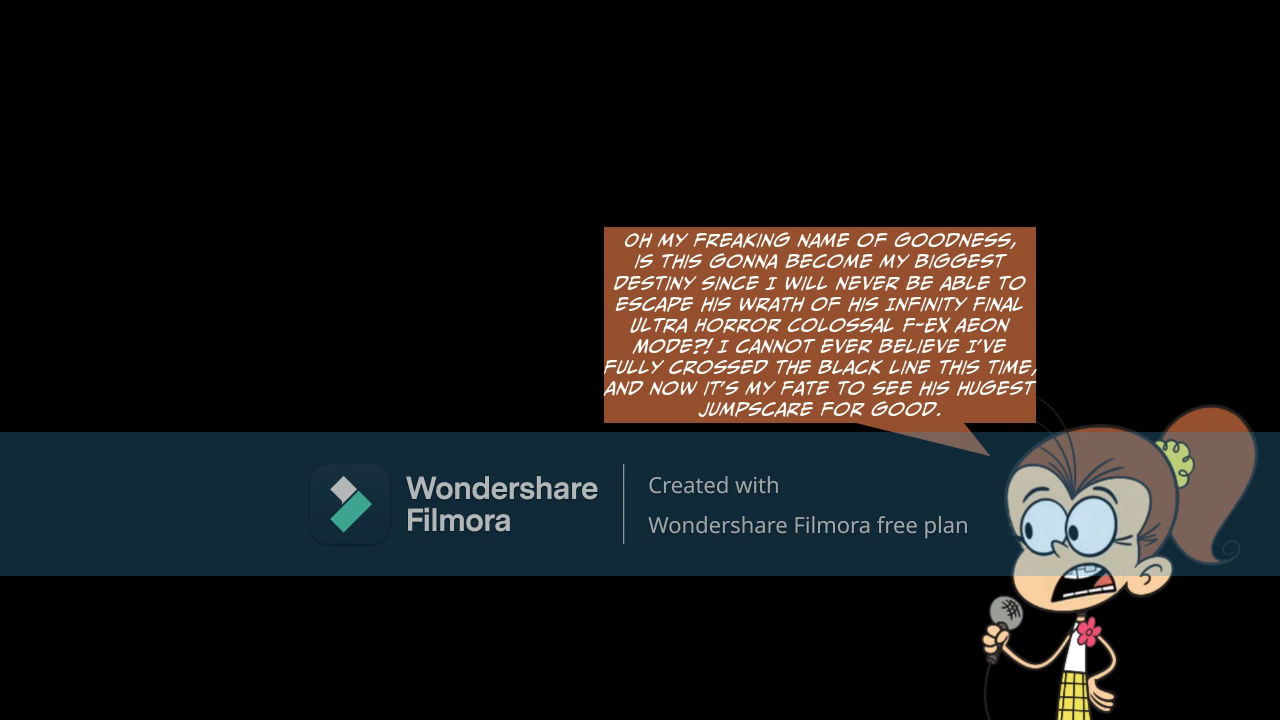 OH MY FREAKING NAME OF GOODNESS,
IS THIS GONNA BECOME MY BIGGEST
DESTINY SINCE I WILL NEVER BE ABLE TO
ESCAPE HIS WRATH OF HIS INFINITY FINAL
ULTRA HORROR COLOSSAL F-EX AEON
MODE?! I CANNOT EVER BELIEVE I'VE
FULLY CROSSED THE BLACK LINE THIS TIME,
AND NOW IT'S MY FATE TO SEE HIS HUGEST
JUMPSCARE FOR GOOD.
Wondershare
Filmora
Created with
Wondershare Filmora free plan